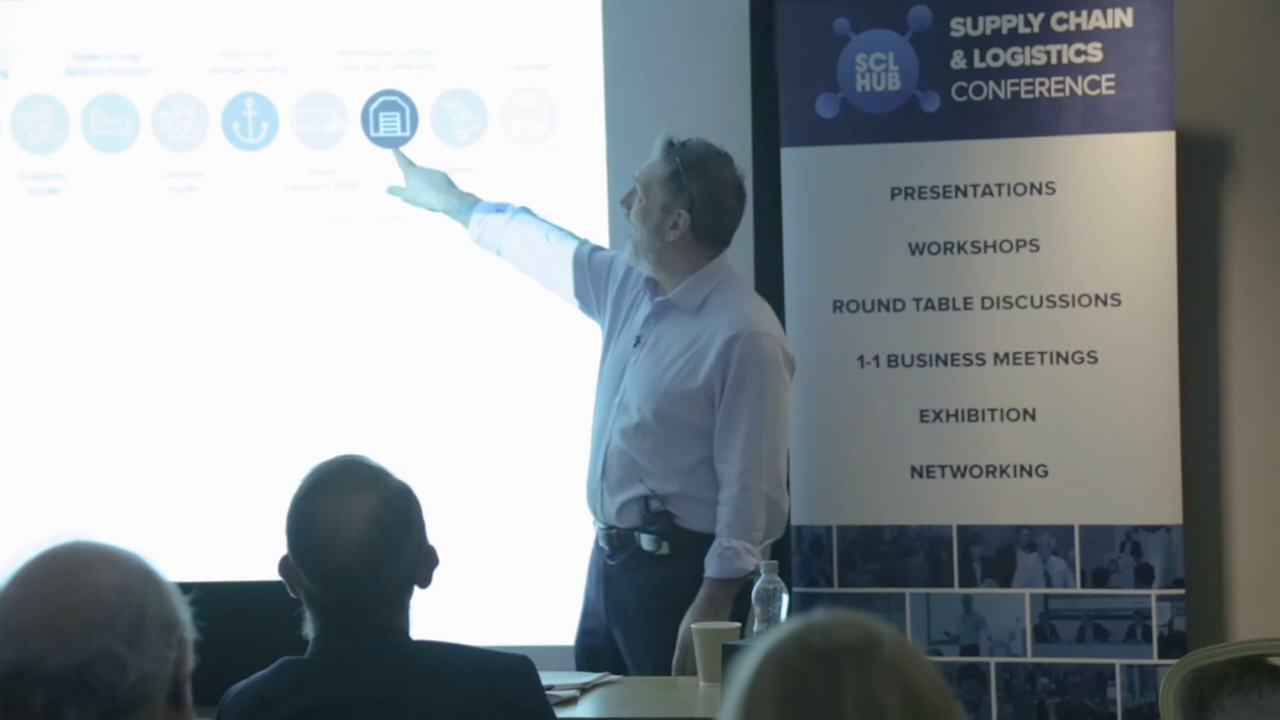 SCL
HUB
SUPPLY CHAIN
& LOGISTICS
CONFERENCE
PRESENTATIONS
WORKSHOPS
ROUND TABLE DISCUSSIONS
1-1 BUSINESS MEETINGS
EXHIBITION
NETWORKING